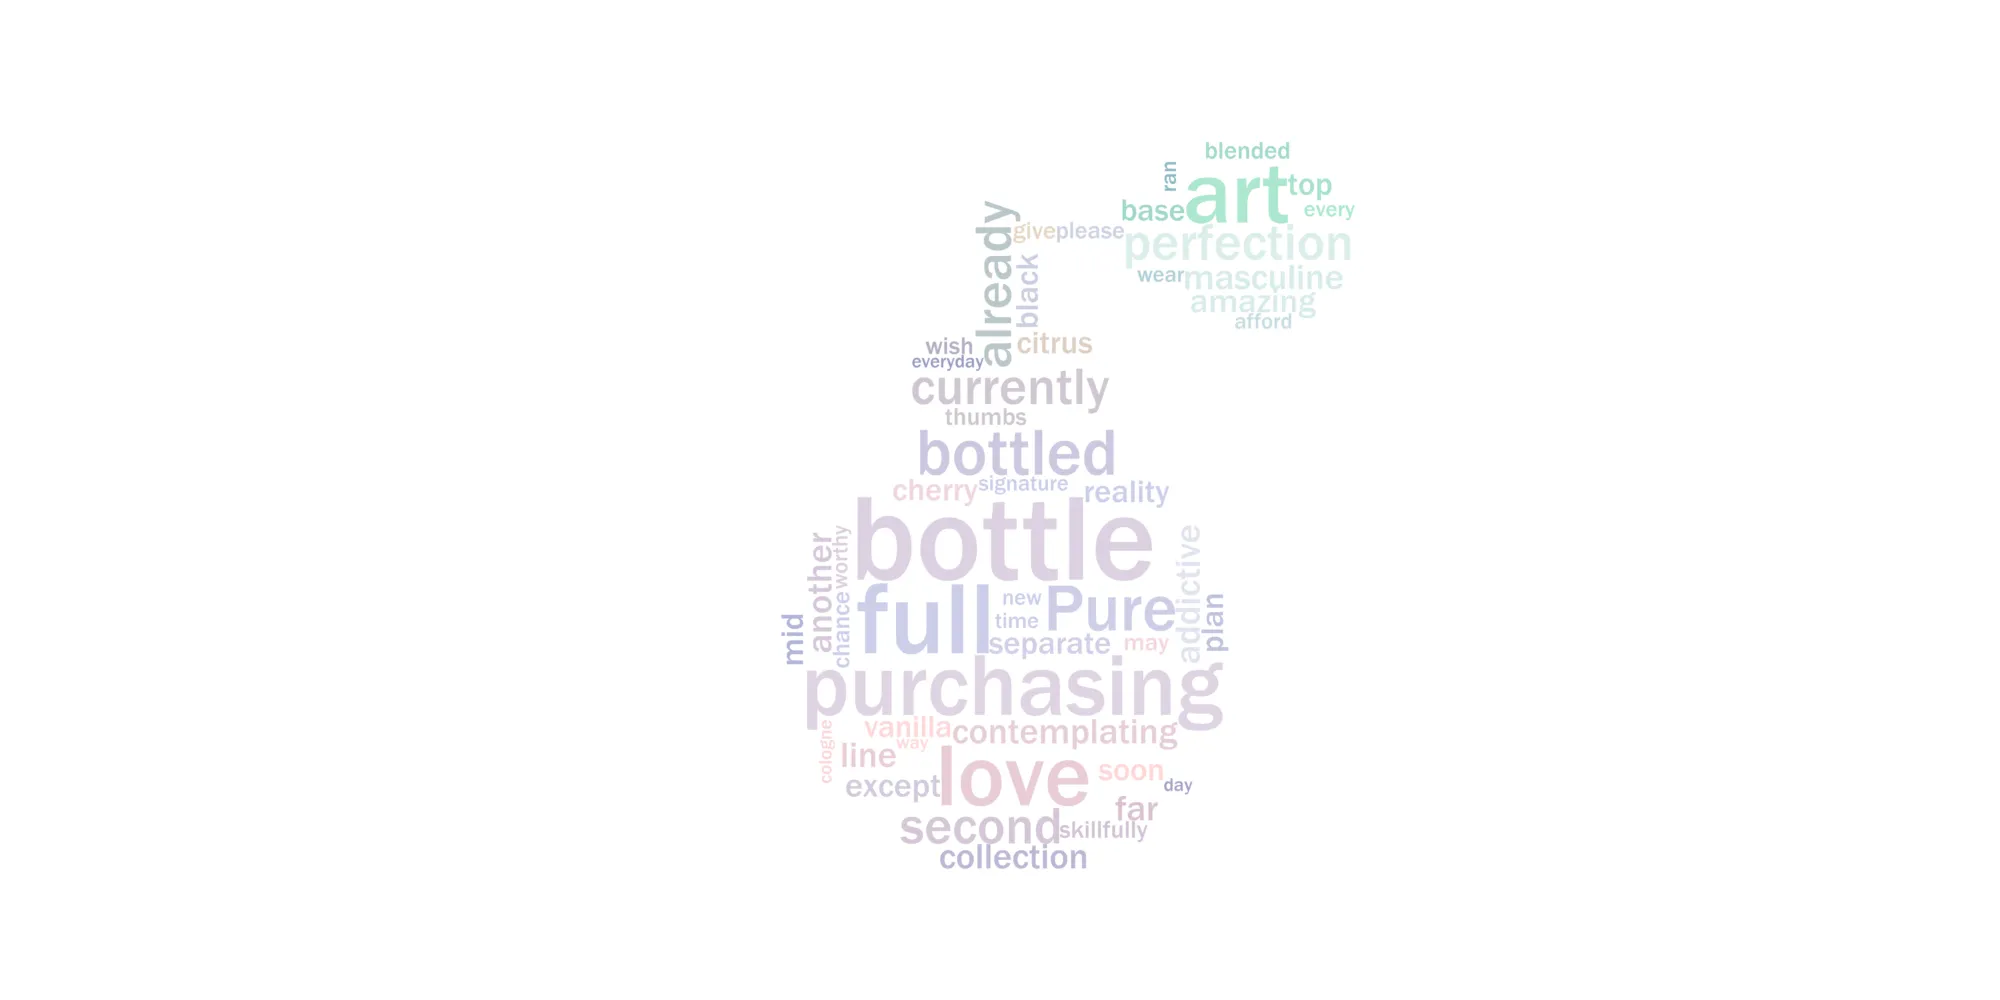 blended
ran
art
top
base
every
already
give
please
perfection
black
wear
masculine
amazing
afford
wish
citrus
everyday
currently
thumbs
bottled
cherry
signature
reality
bottle
another
worthy
addictive
full
new
Pure
plan
mid
chance
time
separate
may
purchasing
cologne
vanilla
contemplating
way
line
love
soon
except
day
far
second
skillfully
collection